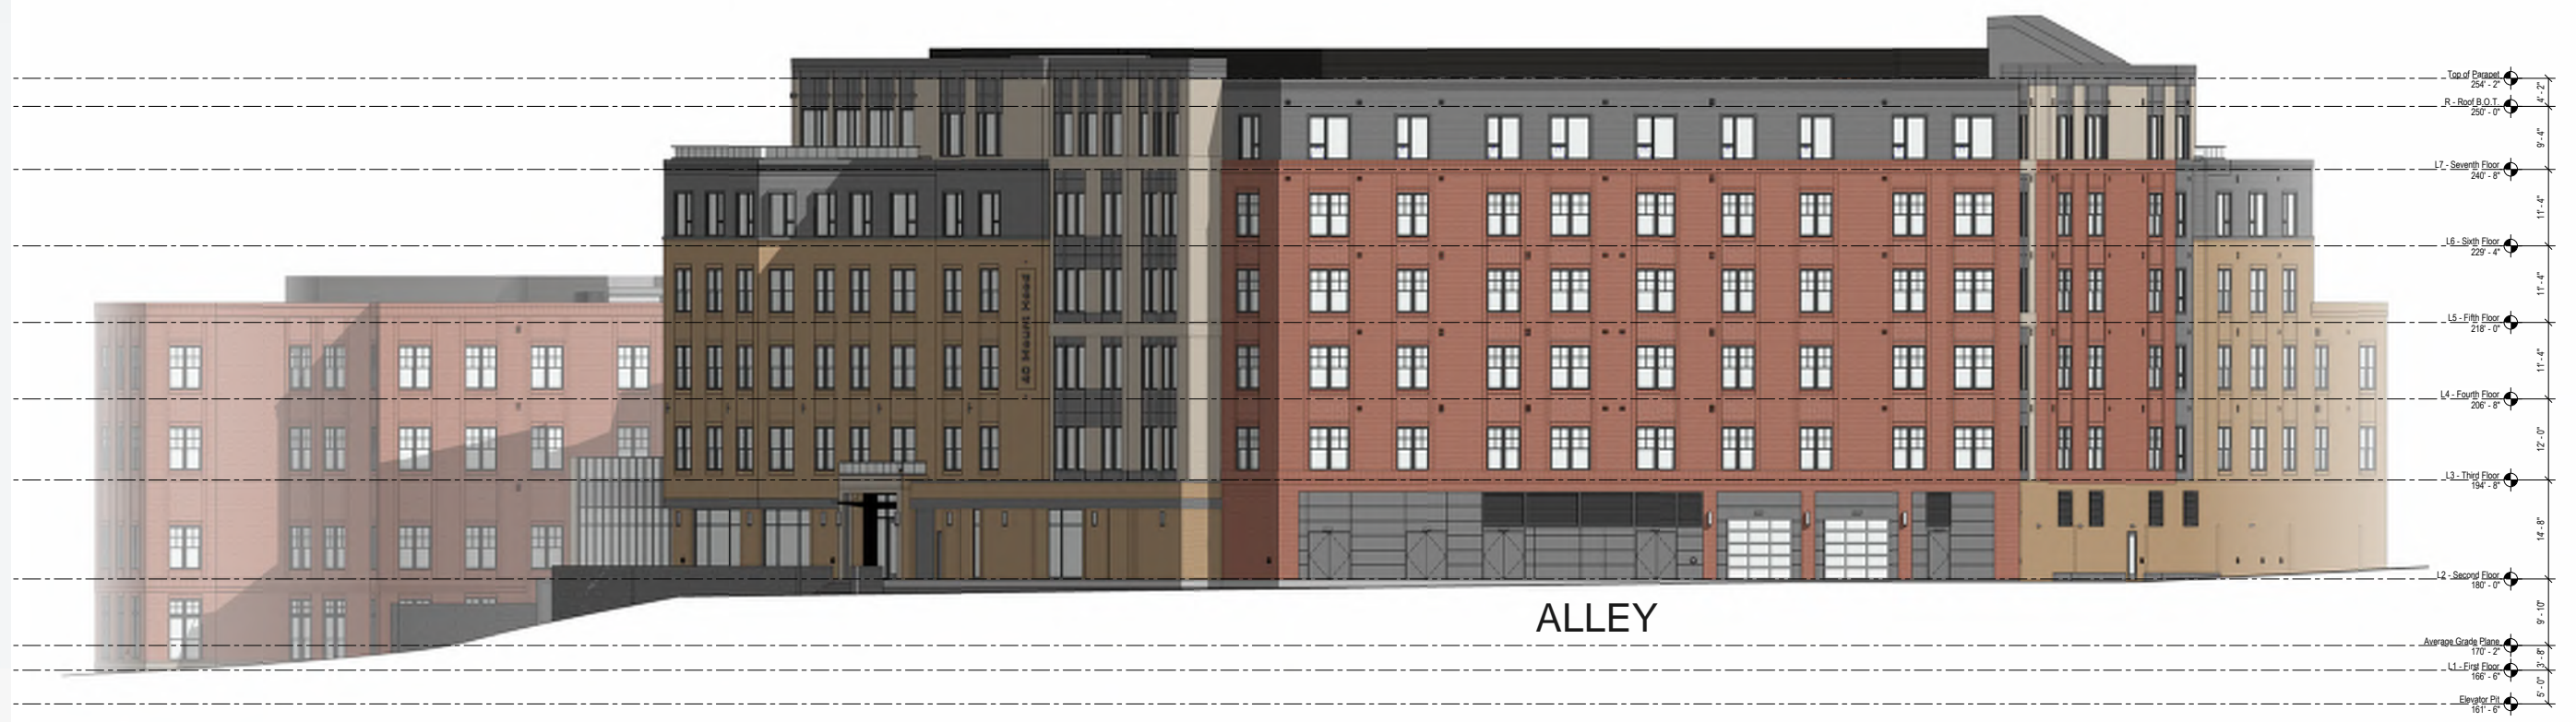 Top of Parapet
254' - 2"
4' - 2"
R - Roof B.O.T.
250' - 0"
9' - 4"
L7 - Seventh Floor
240' - 8"
11' - 4"
L6 - Sixth Floor
229' - 4"
11' - 4"
L5 - Fifth Floor
218' - 0"
11' - 4"
L4 - Fourth Floor
206' - 8"
12' - 0"
L3 - Third Floor
194' - 8"
14' - 8"
L2 - Second Floor
180' - 0"
9' - 10"
Average Grade Plane
170' - 2"
3' - 8"
L1 - First Floor
166' - 6"
5' - 0"
Elevator Pit
161' - 6"
40 Mount Hood
ALLEY